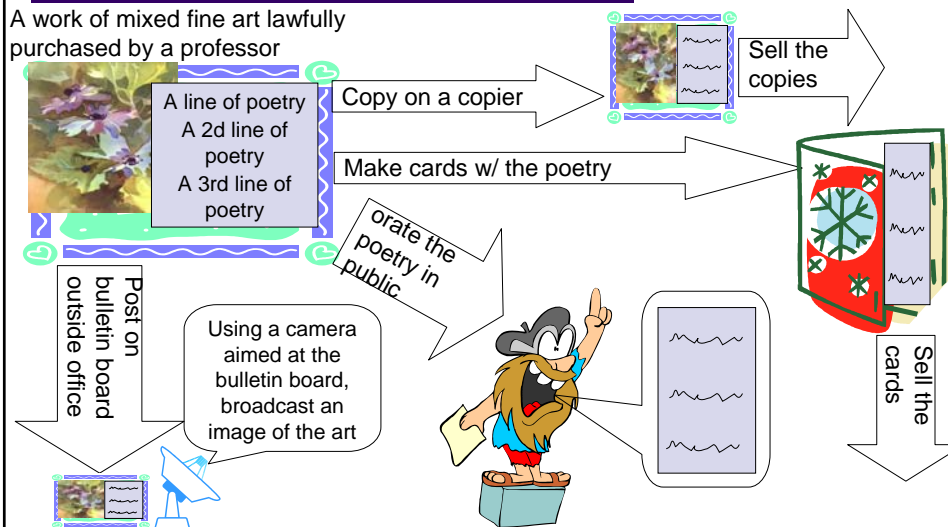 A work of mixed fine art lawfully
purchased by a professor
A line of poetry
A 2d line of
poetry
A 3rd line of
poetry
Copy on a copier
Sell the
copies
Make cards w/ the poetry
orate the
poetry in
public
Post on
bulletin board
outside office
Using a camera
aimed at the
bulletin board,
broadcast an
image of the art
Sell the
cards